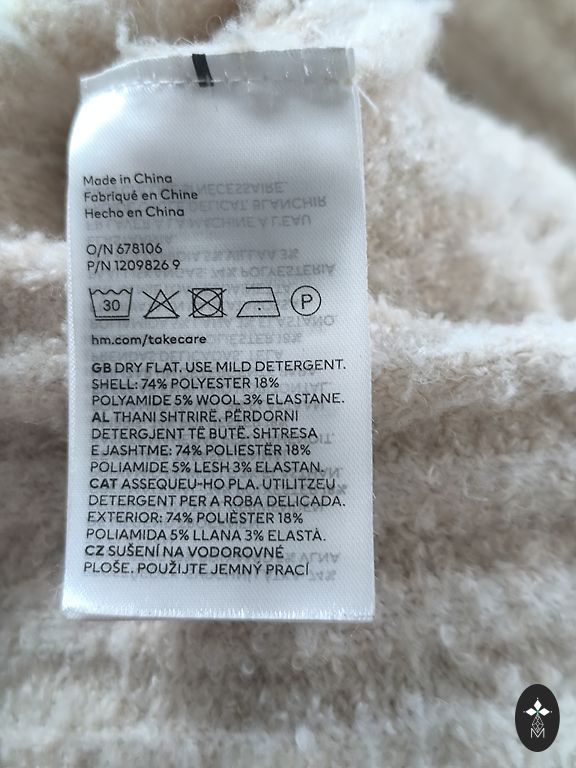 Made in China
Fabriqué en Chine
Hecho en China
O/N 678106
P/N 1209826 9
30
P
hm.com/takecare
GB DRY FLAT. USE MILD DETERGENT.
SHELL: 74% POLYESTER 18%
POLYAMIDE 5% WOOL 3% ELASTANE.
AL THANI SHTRIRË. PËRDORNI
DETERGJENT TË BUTË. SHTRESA
E JASHTME: 74% POLIESTËR 18%
POLIAMIDE 5% LESH 3% ELASTAN.
CAT ASSEQUEU-HO PLA. UTILITZEU
DETERGENT PER A ROBA DELICADA.
EXTERIOR: 74% POLIÈSTER 18%
POLIAMIDA 5% LLANA 3% ELASTÀ.
CZ SUŠENÍ NA VODOROVNÉ
PLOŠE. POUŽIJTE JEMNÝ PRACÍ
M